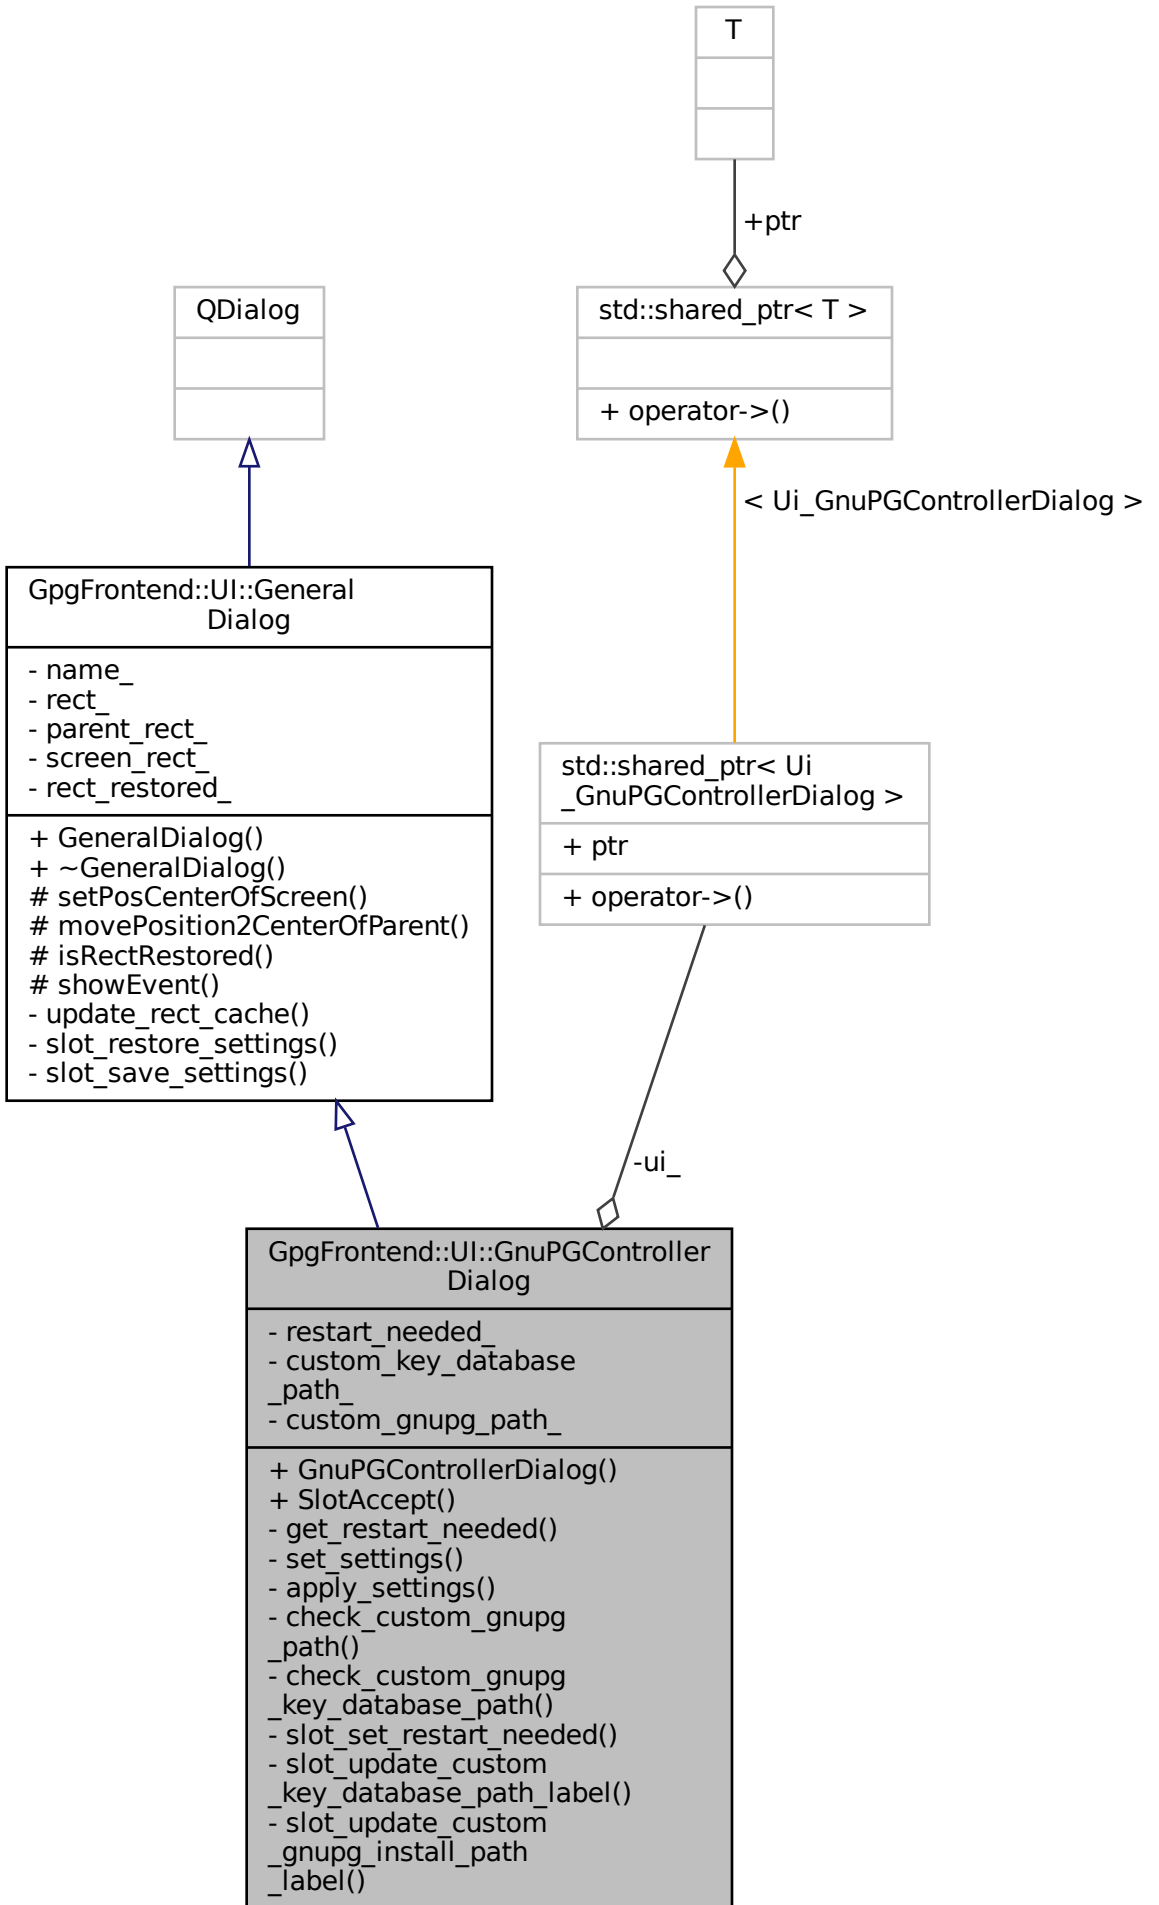 T
+ptr
QDialog
std::shared_ptr< T >
+ operator->()
< Ui_GnuPGControllerDialog >
GpgFrontend::UI::General
Dialog
- name_
- rect_
- parent_rect_
- screen_rect_
- rect_restored_
+ GeneralDialog()
+ ~GeneralDialog()
# setPosCenterOfScreen()
# movePosition2CenterOfParent()
# isRectRestored()
# showEvent()
- update_rect_cache()
- slot_restore_settings()
- slot_save_settings()
std::shared_ptr< Ui
_GnuPGControllerDialog >
+ ptr
+ operator->()
-ui_
GpgFrontend::UI::GnuPGController
Dialog
- restart_needed_
- custom_key_database
_path_
- custom_gnupg_path_
+ GnuPGControllerDialog()
+ SlotAccept()
- get_restart_needed()
- set_settings()
- apply_settings()
- check_custom_gnupg
_path()
- check_custom_gnupg
_key_database_path()
- slot_set_restart_needed()
- slot_update_custom
_key_database_path_label()
- slot_update_custom
_gnupg_install_path
_label()